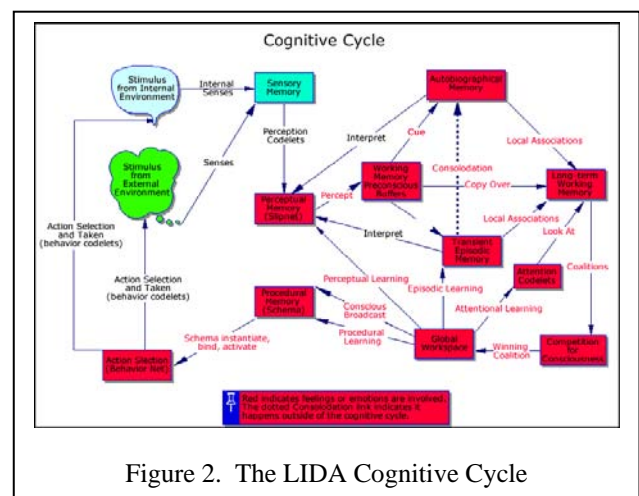 Cognitive Cycle
Stimulus
from Internal
Environment
Internal
Senses
Sensory
Memory
Autobiographical
Memory
Perception
Codelets
Interpret
Cue
Local Associations
Stimulus
from
External
Environment
Senses
Working
Memory
Preconscious
Buffers
Consolodation
Copy Over
Long-term
Working
Memory
Percept
Perceptual
Memory
(Slipnet)
Local Associations
Look At
Interpret
Transient
Episodic
Memory
Action Selection
and Taken
(behavior codelets)
Action Selection
and Taken
(behavior codelets)
Attention
Codelets
Coalitions
Perceptual Learning
Episodic Learning
Attentional Learning
Procedural
Memory
(Schema)
Conscious
Broadcast
Procedural
Learning
Schema instantiate,
bind, activate
Action Slection
(Behavior Net)
Global
Workspace
Winning
Coalition
Competition
for
Consciousness
Red indicates feelings or emotions are involved.
The dotted Consolodation link indicates it
happens outside of the cognitive cycle.
Figure 2. The LIDA Cognitive Cycle